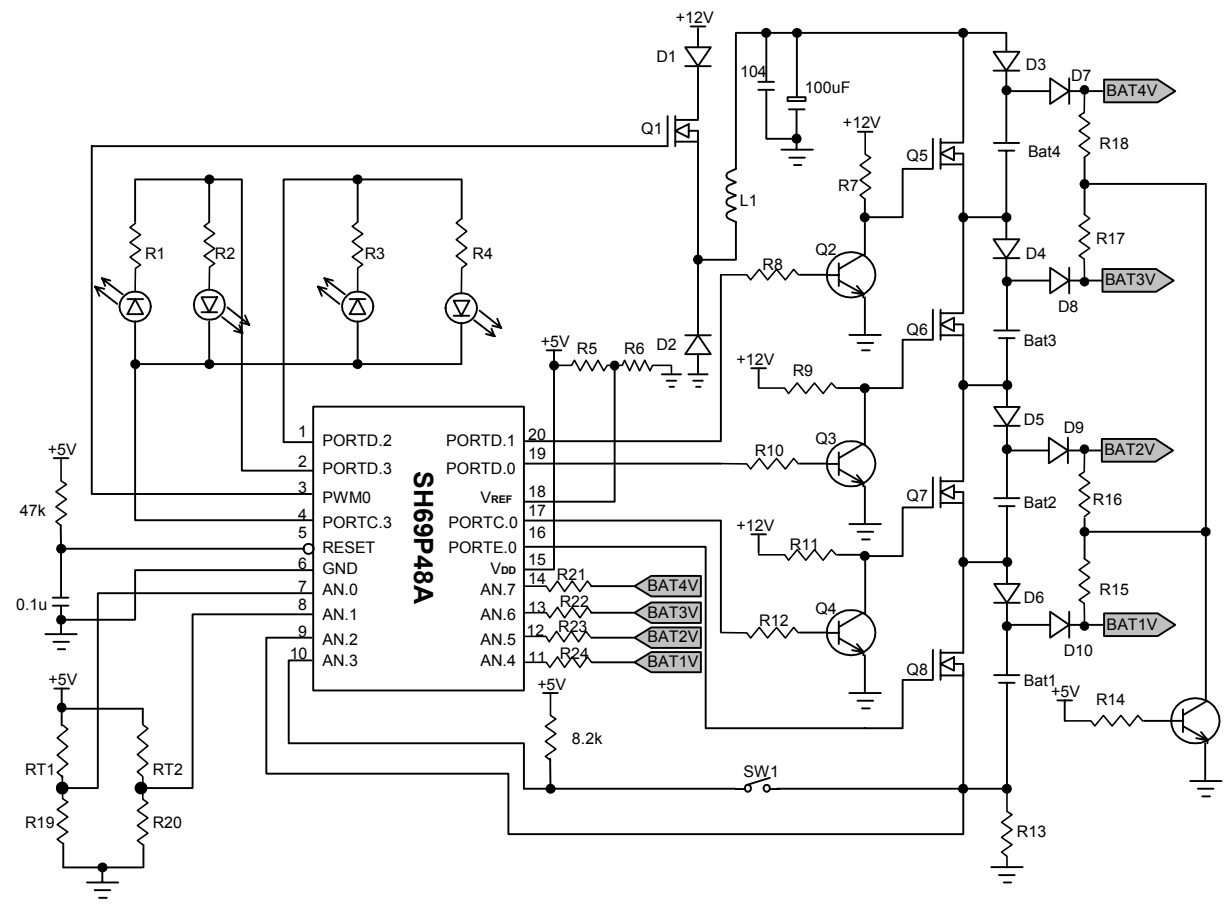 +12V
D1
D3
D7
BAT4V
104
100uF
+12V
Q1
Q5
R18
Bat4
R7
L1
R1
R2
R3
R4
Q2
R17
D4
R8
BAT3V
D8
Q6
D2
+5V
R5
R6
Bat3
+12V
R9
D5
D9
1
PORTD.2
PORTD.1
20
Q3
BAT2V
+5V
2
PORTD.3
PORTD.0
19
R10
3
PWM0
VREF
18
Q7
R16
47k
4
PORTC.3
PORTC.0
17
Bat2
5
RESET
PORTE.0
16
+12V
R11
6
GND
VDD
15
SH69P48A
7
AN.0
AN.7
14
R21
BAT4V
D6
R15
0.1u
8
AN.1
AN.6
13
R22
BAT3V
Q4
R12
BAT1V
9
AN.2
AN.5
12
R23
BAT2V
D10
10
AN.3
AN.4
11
R24
BAT1V
Q8
Bat1
+5V
+5V
+5V
R14
8.2k
RT1
RT2
SW1
R19
R20
R13